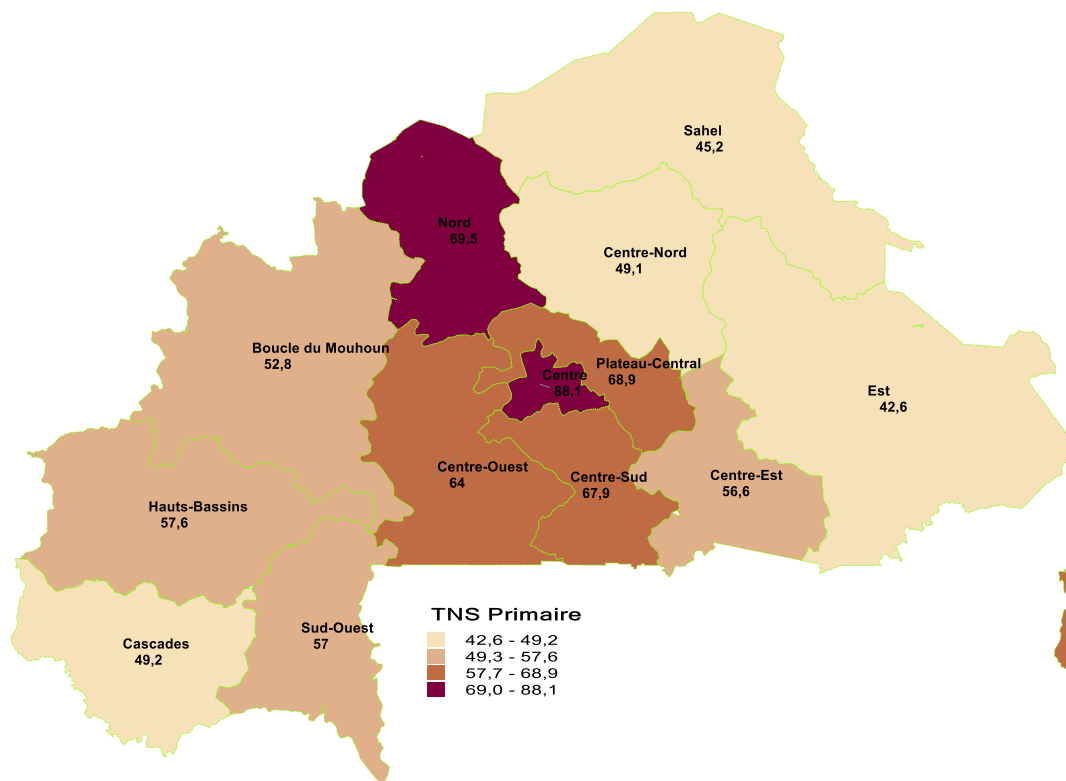 Sahel
45,2
Nord
69,5
Centre-Nord
49,1
Boucle du Mouhoun
52,8
Plateau-Central
68,9
Centre
88,1
Est
42,6
Centre-Ouest
64
Centre-Sud
67,9
Centre-Est
56,6
Hauts-Bassins
57,6
Sud-Ouest
57
Cascades
49,2
TNS Primaire
42,6 - 49,2
49,3 - 57,6
57,7 - 68,9
69,0 - 88,1